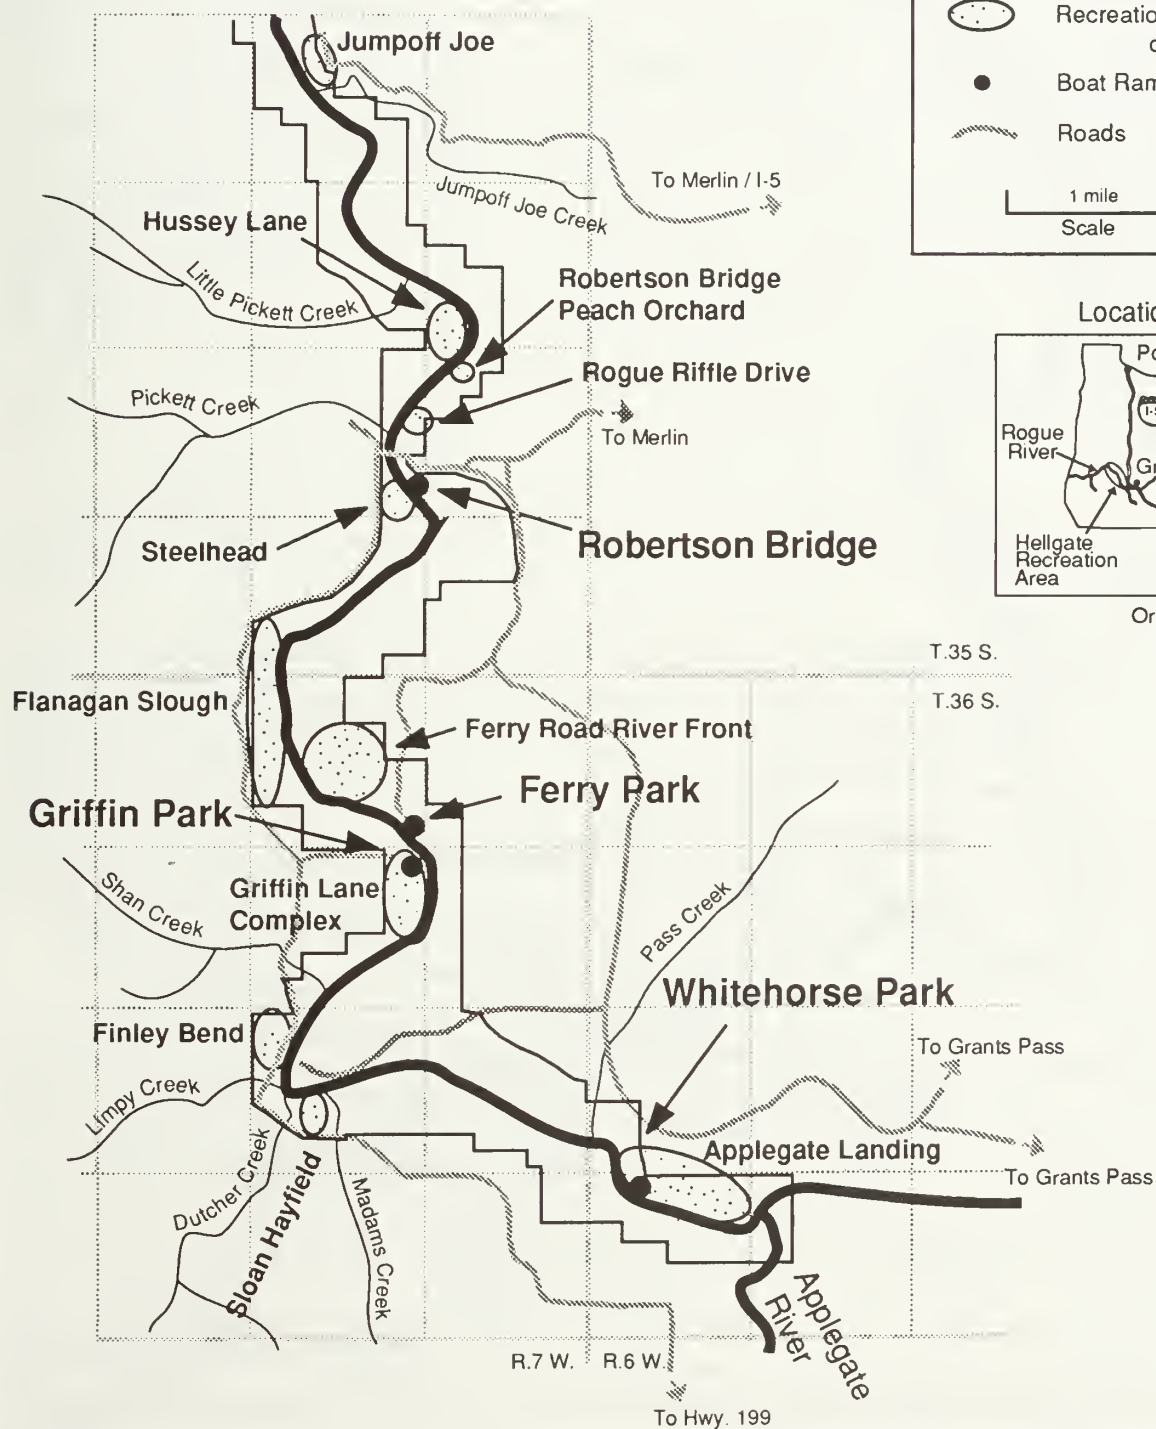 Jumpoff Joe
To Merlin / I-5
Jumpoff Joe Creek
Hussey Lane
Little Pickett Creek
Robertson Bridge
Peach Orchard
Rogue Riffle Drive
Pickett Creek
To Merlin
Steelhead
Robertson Bridge
T.35 S.
T.36 S.
Flanagan Slough
Ferry Road River Front
Ferry Park
Griffin Park
Griffin Lane
Complex
Shan Creek
Pass Creek
Whitehorse Park
Finley Bend
To Grants Pass
Limpy Creek
Applegate Landing
To Grants Pass
Dutcher Creek
Sloan Hayfield
Madams Creek
Applegate
River
R.7 W.
R.6 W.
To Hwy. 199
Boat
Roads
1 mile
Scale
Rogue
River
Hellgate
Recreation
Area